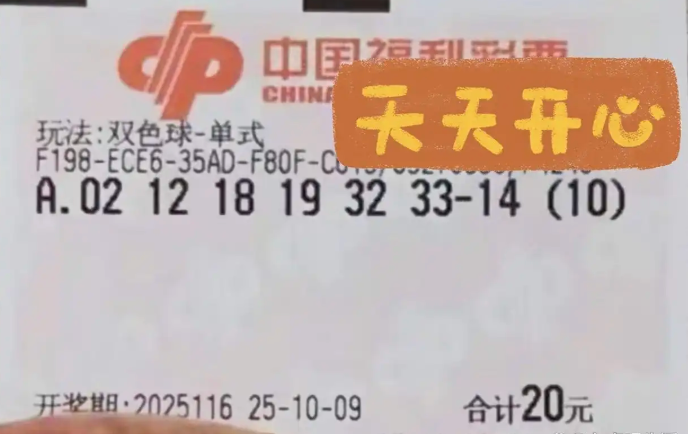 中国福利彩票
CHINA
天天开心
玩法:双色球-单式
F198-ECE6-35AD-F80F-
A.02 12 18 19 32 33-14 (10)
开奖期:2025116 25-10-09
合计20元